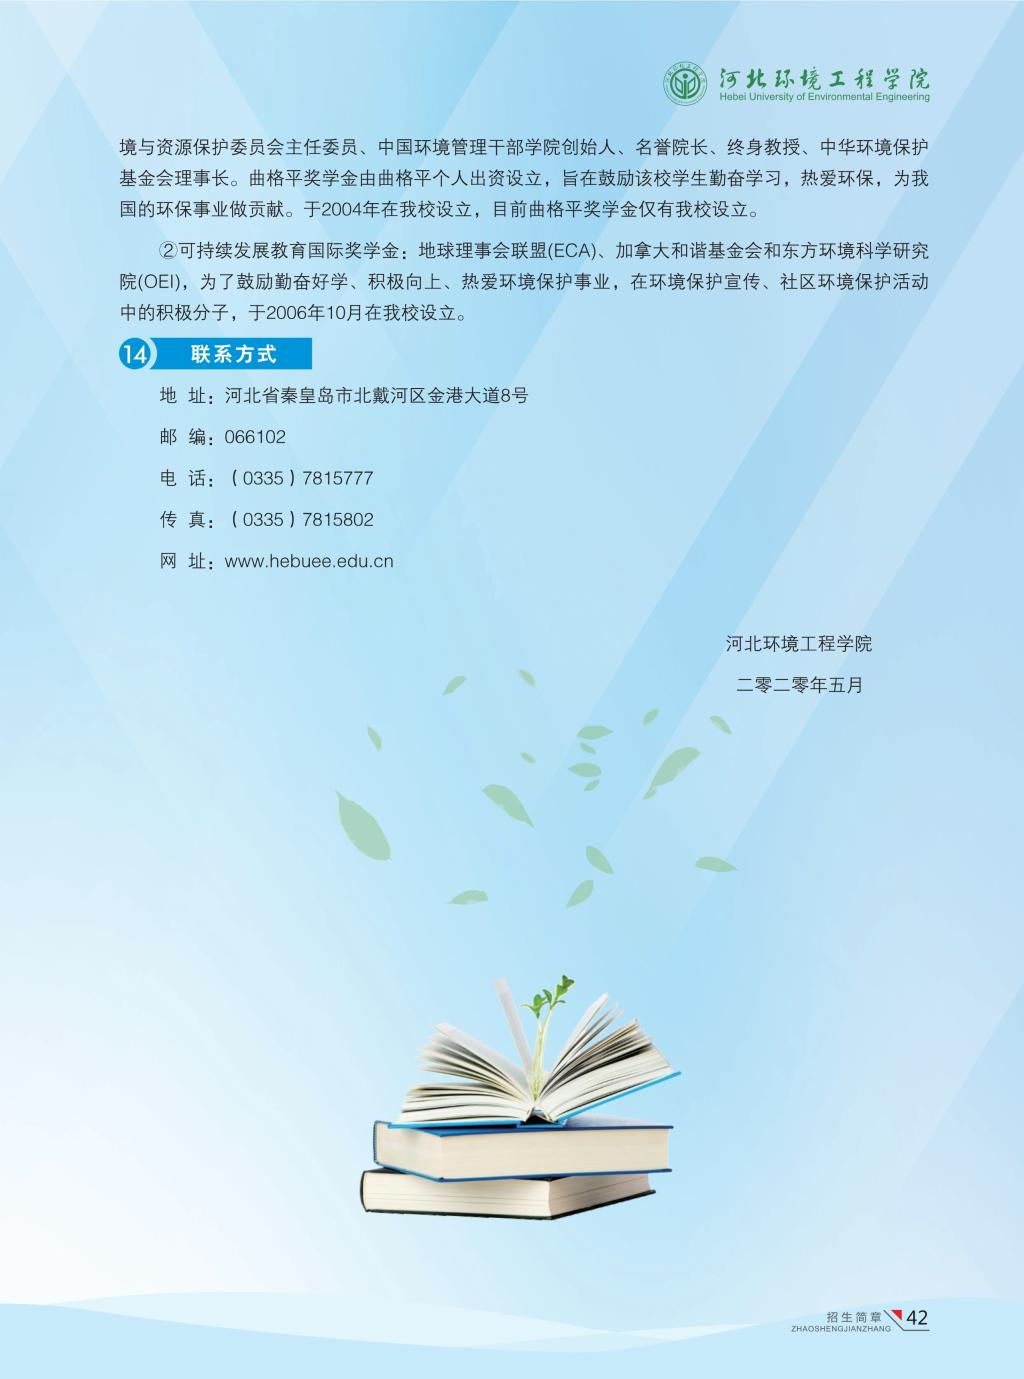 河北环境工程学院
Hebei University of Environmental Engineering
境与资源保护委员会主任委员、中国环境管理干部学院创始人、名誉院长、终身教授、中华环境保护
基金会理事长。曲格平奖学金由曲格平个人出资设立，旨在鼓励该校学生勤奋学习，热爱环保，为我
国的环保事业做贡献。于2004年在我校设立，目前曲格平奖学金仅有我校设立。
②可持续发展教育国际奖学金：地球理事会联盟(ECA)、加拿大和谐基金会和东方环境科学研究
院(OEI)，为了鼓励勤奋好学、积极向上、热爱环境保护事业，在环境保护宣传、社区环境保护活动
中的积极分子，于2006年10月在我校设立。
14 联系方式
地 址：河北省秦皇岛市北戴河区金港大道8号
邮 编：066102
电 话：（0335）7815777
传 真：（0335）7815802
网 址：www.hebuee.edu.cn
河北环境工程学院
二零二零年五月
招生简章 42
ZHAOSHENGJIANZHANG